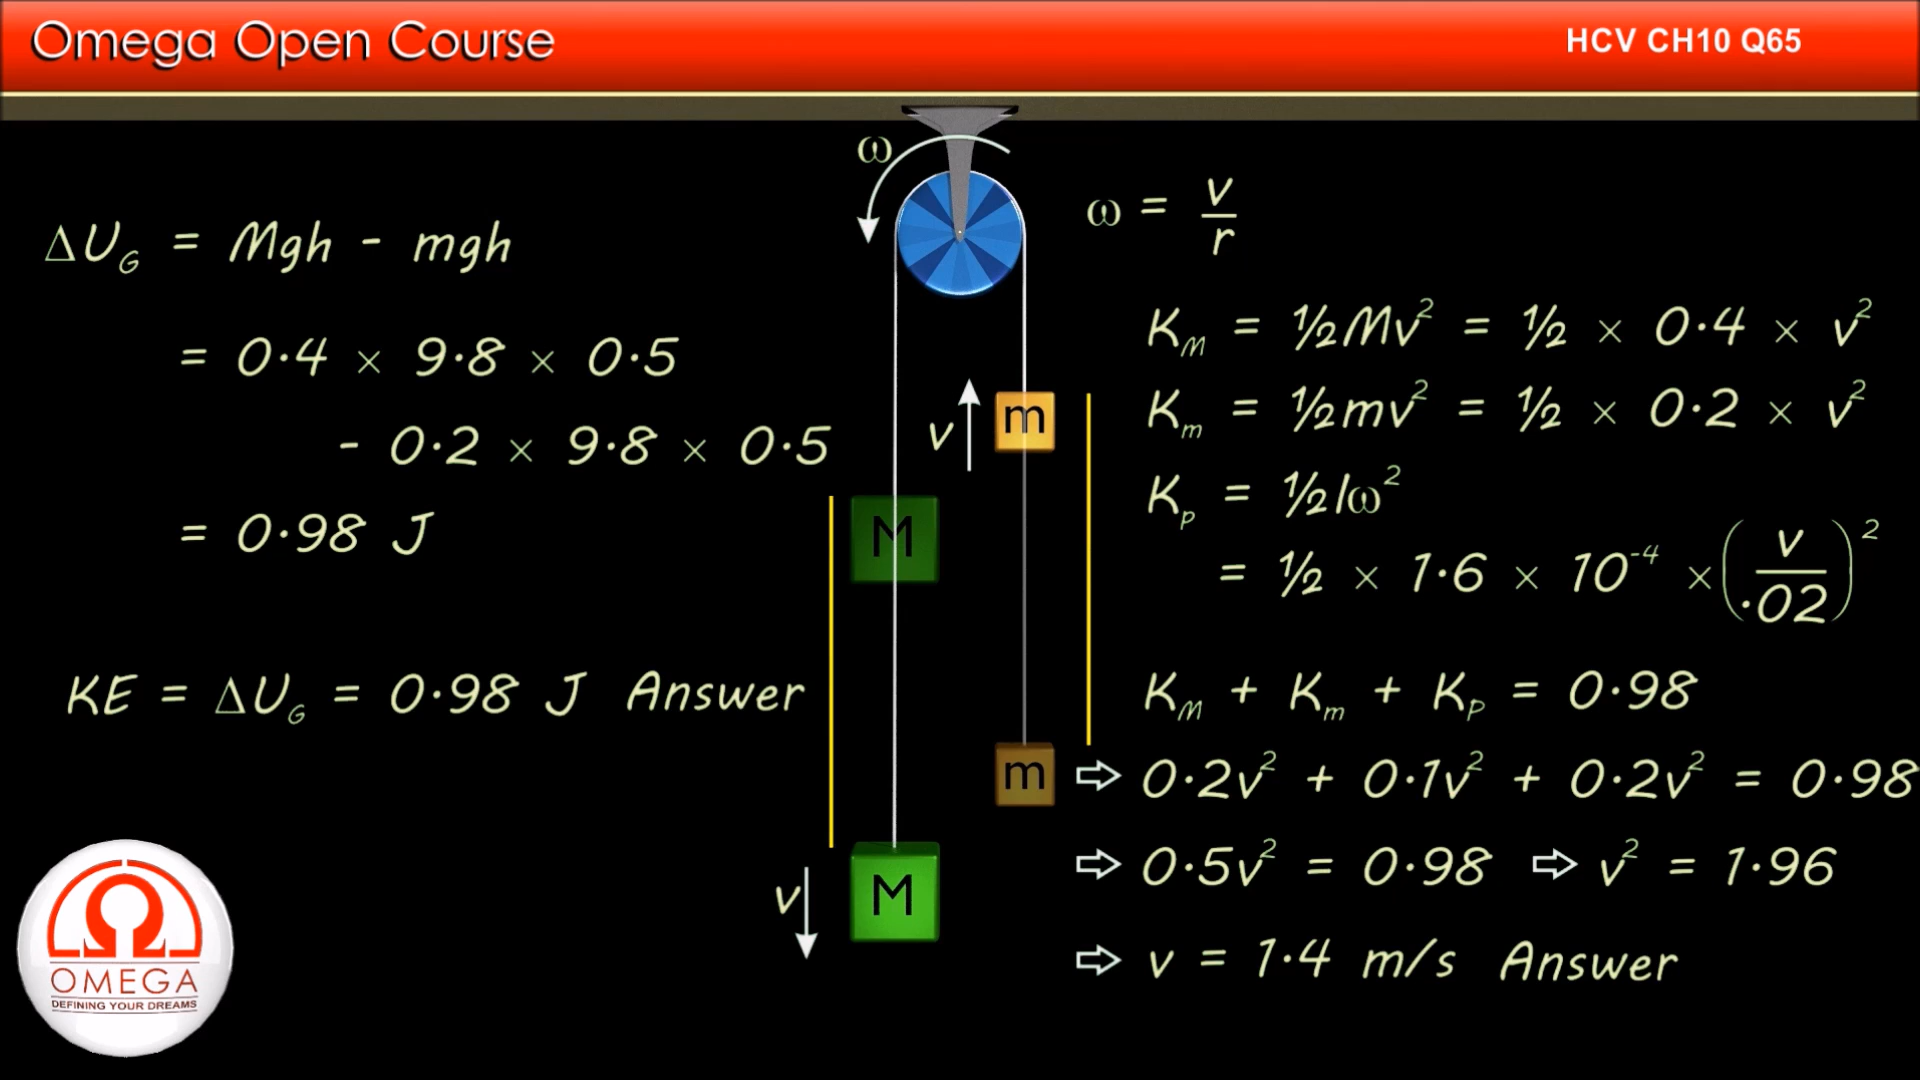 Omega Open Course
HCV CH10 Q65
ω
ΔU_G = Mgh - mgh
= 0.4 × 9.8 × 0.5
- 0.2 × 9.8 × 0.5
= 0.98 J
KE = ΔU_G = 0.98 J Answer
v
m
M
m
v
M
ω = v/r
K_M = ½Mv² = ½ × 0.4 × v²
K_m = ½mv² = ½ × 0.2 × v²
K_p = ½Iω²
= ½ × 1.6 × 10⁻⁴ × (v/.02)²
K_M + K_m + K_P = 0.98
⇨ 0.2v² + 0.1v² + 0.2v² = 0.98
⇨ 0.5v² = 0.98 ⇨ v² = 1.96
⇨ v = 1.4 m/s Answer
OMEGA
DEFINING YOUR DREAMS